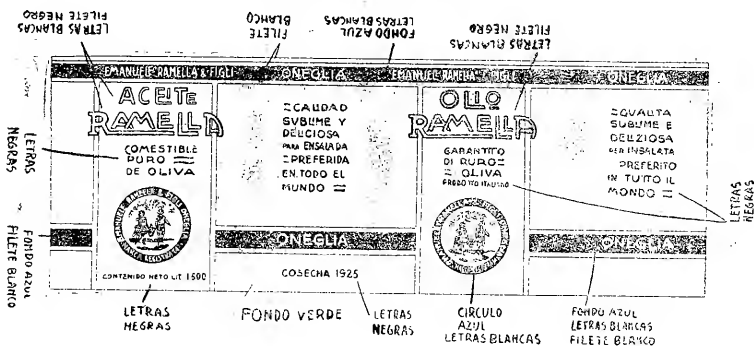 LETRAS BLANCAS
FILETE NEGRO
FILETE
BLANCO
FONDO AZUL
LETRAS BLANCAS
LETRAS BLANCAS
FILETE NEGRO
EMANUELE RAMELLA & FIGLI
ONEGLIA
EMANUELE RAMELLA & FIGLI
ONEGLIA
ACEITE
RAMELLA
COMESTIBLE
PURO
DE OLIVA
CONTENIDO NETO LIT 1500
CALIDAD
SUBLIME Y
DELICIOSA
PARA ENSALADA
PREFERIDA
EN TODO EL
MUNDO
ONEGLIA
COSECHA 1925
OLIO
RAMELLA
GARANTITO
DI PURO
OLIVA
PRODOTTO ITALIANO
QUALITA
SUBLIME E
DELIZIOSA
PER INSALATA
PREFERITO
IN TUTTO IL
MONDO
ONEGLIA
LETRAS
NEGRAS
FONDO AZUL
FILETE BLANCO
LETRAS
NEGRAS
LETRAS
NEGRAS
FONDO VERDE
LETRAS
NEGRAS
CIRCULO
AZUL
LETRAS BLANCAS
FONDO AZUL
LETRAS BLANCAS
FILETE BLANCO